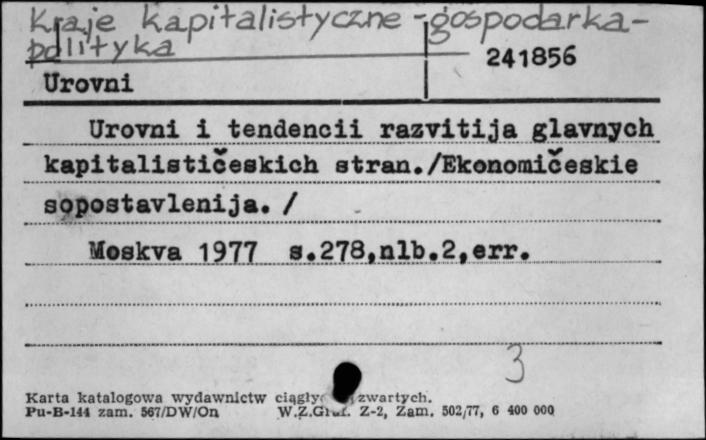 Kraje kapitalistyczne - gospodarka -
polityka
241856
Urovni
Urovni i tendencii razvitija glavnych
kapitalističeskich stran./Ekonomičeskie
sopostavlenija. /
Moskva 1977 s.278,nlb.2,err.
3
Karta katalogowa wydawnictw zwartych.
Pu-B-144 zam. 567/DW/On W.Z.Graf. Z-2, Zam. 502/77, 6 400 000